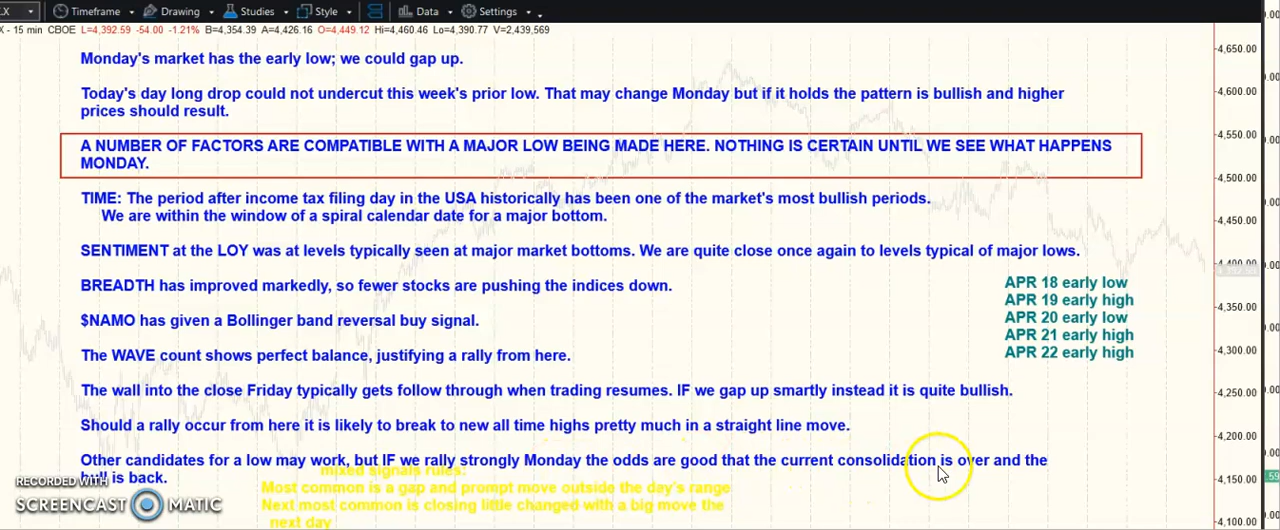 Timeframe Drawing Studies Style Data Settings
15 min CBOE L=4,392.59 -54.00 -1.21% B=4,354.39 A=4,426.16 O=4,449.12 Hi=4,460.46 Lo=4,390.77 V=2,439,569
Monday's market has the early low; we could gap up.
Today's day long drop could not undercut this week's prior low. That may change Monday but if it holds the pattern is bullish and higher
prices should result.
A NUMBER OF FACTORS ARE COMPATIBLE WITH A MAJOR LOW BEING MADE HERE. NOTHING IS CERTAIN UNTIL WE SEE WHAT HAPPENS
MONDAY.
TIME: The period after income tax filing day in the USA historically has been one of the market's most bullish periods.
We are within the window of a spiral calendar date for a major bottom.
SENTIMENT at the LOY was at levels typically seen at major market bottoms. We are quite close once again to levels typical of major lows.
BREADTH has improved markedly, so fewer stocks are pushing the indices down.
$NAMO has given a Bollinger band reversal buy signal.
The WAVE count shows perfect balance, justifying a rally from here.
The wall into the close Friday typically gets follow through when trading resumes. IF we gap up smartly instead it is quite bullish.
Should a rally occur from here it is likely to break to new all time highs pretty much in a straight line move.
Other candidates for a low may work, but IF we rally strongly Monday the odds are good that the current consolidation is over and the
bull is back.
APR 18 early low
APR 19 early high
APR 20 early low
APR 21 early high
APR 22 early high
mixed signals rules:
Most common is a gap and prompt move outside the day's range
Next most common is closing little changed with a big move the
next day
RECORDED WITH
SCREENCAST MATIC
4,650.00
4,600.00
4,550.00
4,500.00
4,450.00
4,400.00
4,350.00
4,300.00
4,250.00
4,200.00
4,150.00
4,100.00